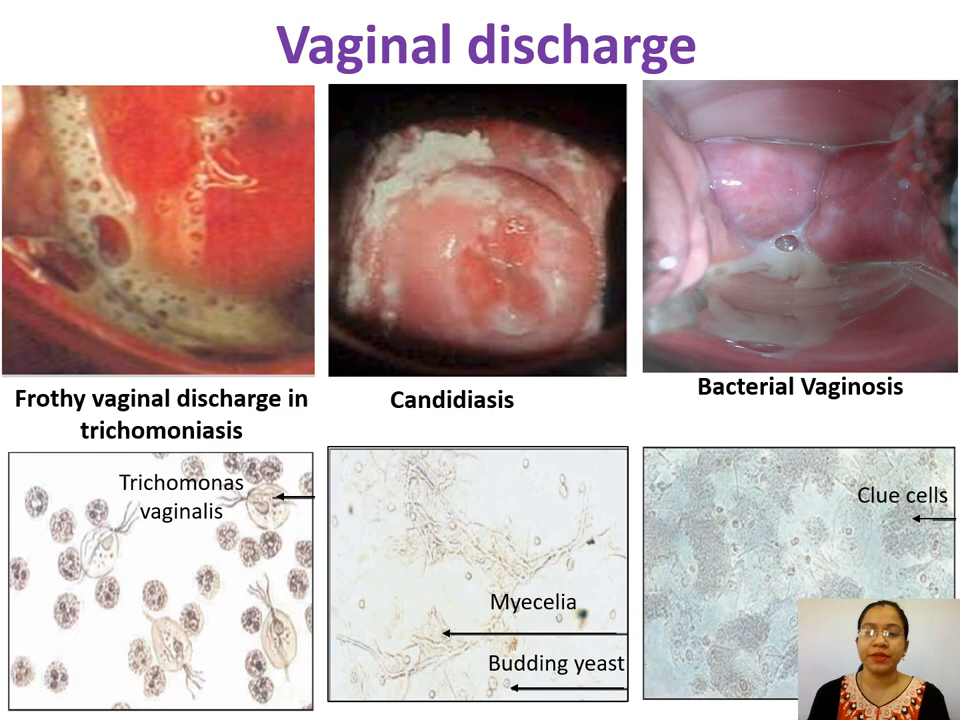 Vaginal discharge
Frothy vaginal discharge in
trichomoniasis
Candidiasis
Bacterial Vaginosis
Trichomonas
vaginalis
Myecelia
Budding yeast
Clue cells